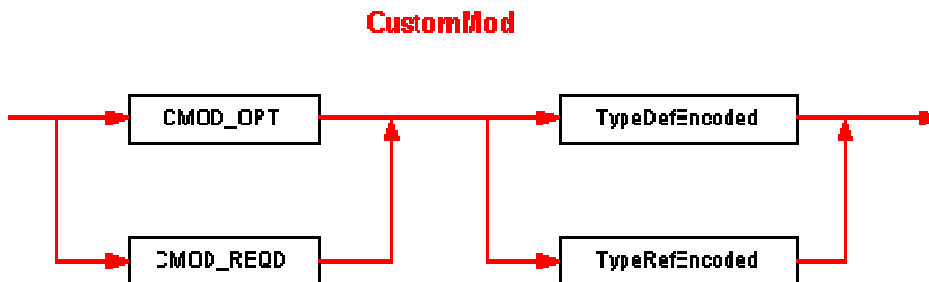 CustomMod
CMOD_OPT
TypeDefEncoded
CMOD_REQD
TypeRefEncoded